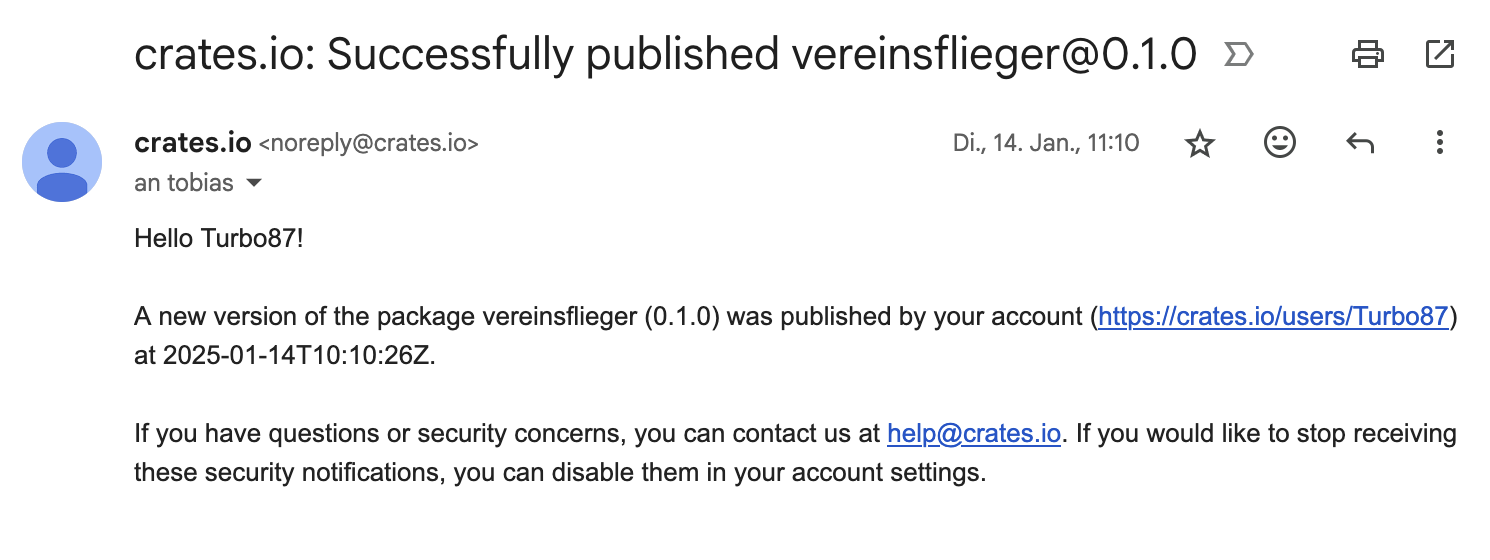 crates.io: Successfully published vereinsflieger@0.1.0
crates.io <noreply@crates.io>
Di., 14. Jan., 11:10
an tobias
Hello Turbo87!
A new version of the package vereinsflieger (0.1.0) was published by your account (https://crates.io/users/Turbo87)
at 2025-01-14T10:10:26Z.
If you have questions or security concerns, you can contact us at help@crates.io. If you would like to stop receiving
these security notifications, you can disable them in your account settings.